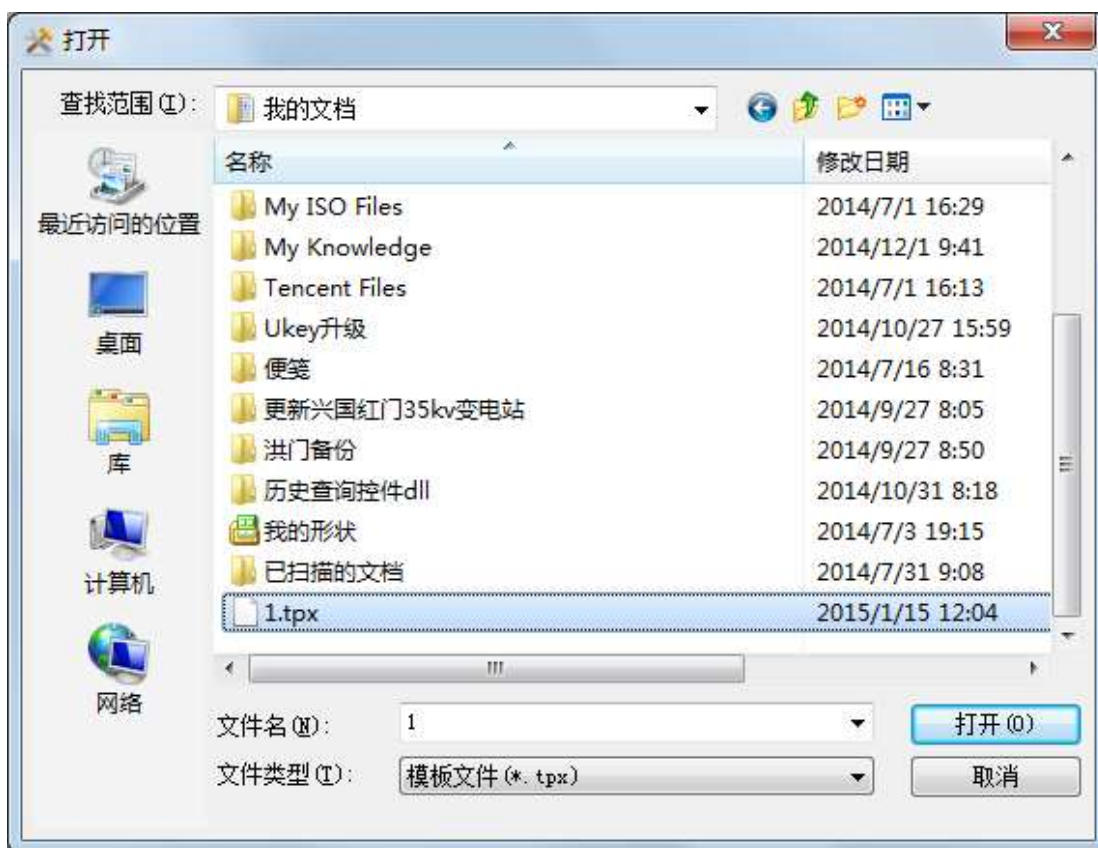 打开
查找范围(I): 我的文档
名称 修改日期
My ISO Files 2014/7/1 16:29
My Knowledge 2014/12/1 9:41
Tencent Files 2014/7/1 16:13
Ukey升级 2014/10/27 15:59
便笺 2014/7/16 8:31
更新兴国红门35kv变电站 2014/9/27 8:05
洪门备份 2014/9/27 8:50
历史查询控件dll 2014/10/31 8:18
我的形状 2014/7/3 19:15
已扫描的文档 2014/7/31 9:08
1.tpx 2015/1/15 12:04
最近访问的位置
桌面
库
计算机
网络
文件名(N): 1 打开(O)
文件类型(T): 模板文件(*.tpx) 取消